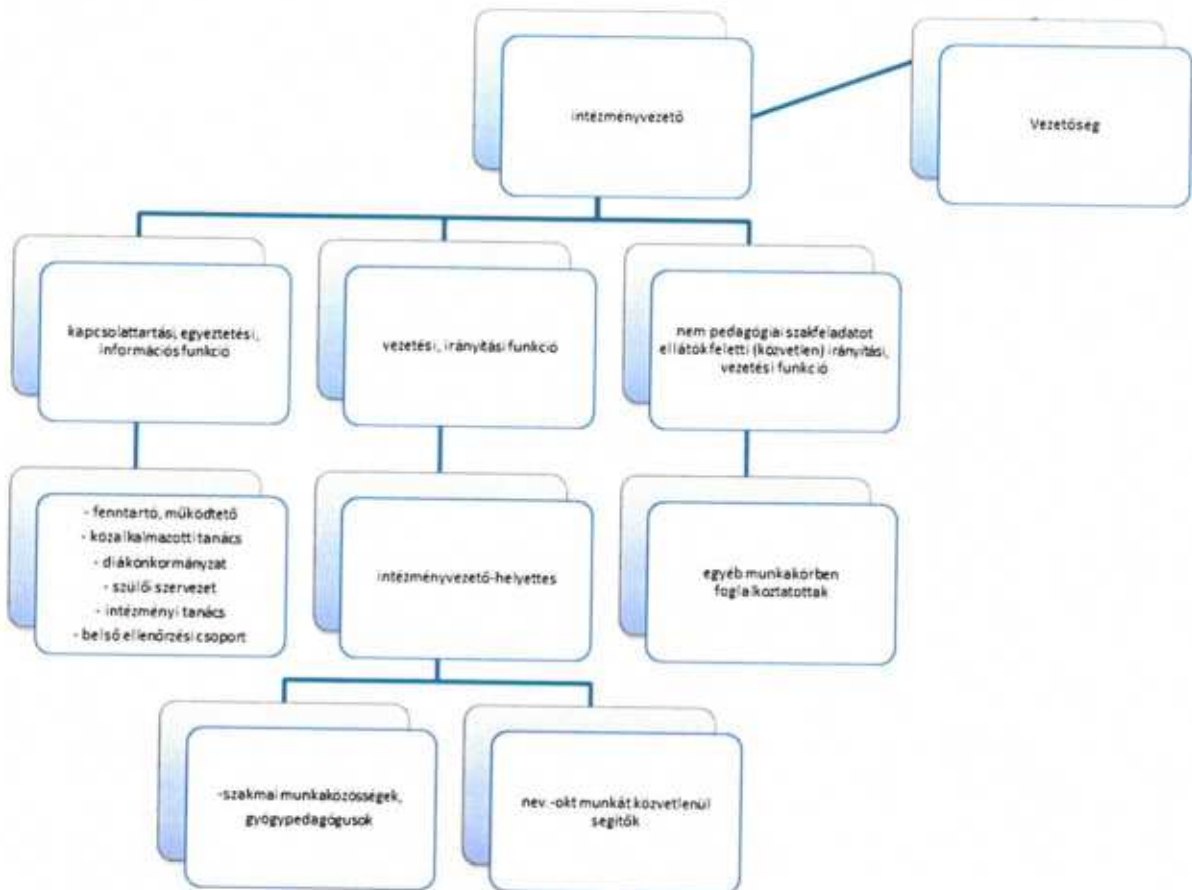 intézményvezető
Vezetőség
kapcsolattartási, egyeztetési,
információs funkció
vezetési, irányítási funkció
nem pedagógiai szakfeladatot
ellátókfeletti (közvetlen) irányítási,
vezetési funkció
- fenntartó, működtető
- közalkalmazotti tanács
- diákönkormányzat
- szülői szervezet
- intézményi tanács
- belső ellenőrzési csoport
intézményvezető-helyettes
egyéb munkakörben
foglalkoztatottak
-szakmai munkaközösségek,
gyógypedagógusok
nev.-okt munkát közvetlenül
segítők